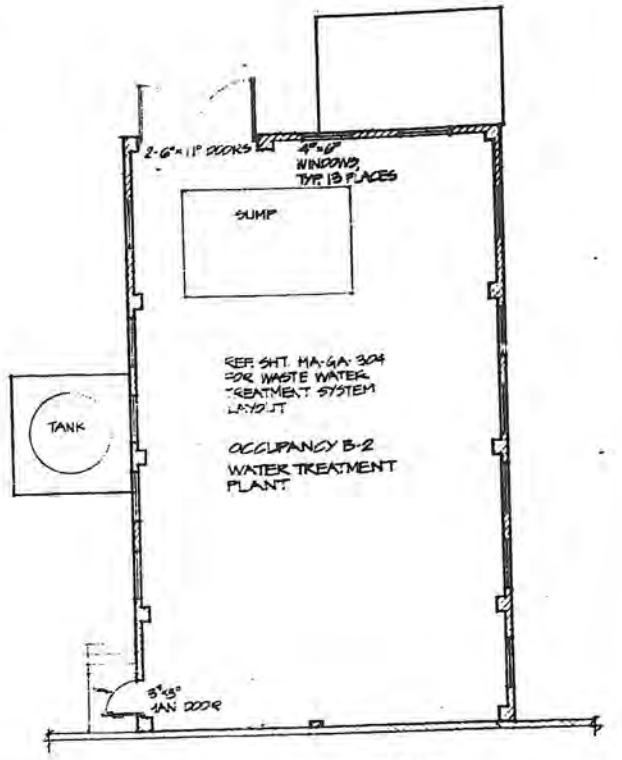 2-6"×11° DOORS
4°×6°
WINDOWS,
TYP. 13 PLACES
SUMP
REF. SHT. MA-GA-304
FOR WASTE WATER
TREATMENT SYSTEM
LAYOUT
TANK
OCCUPANCY B-2
WATER TREATMENT
PLANT
MAN DOOR